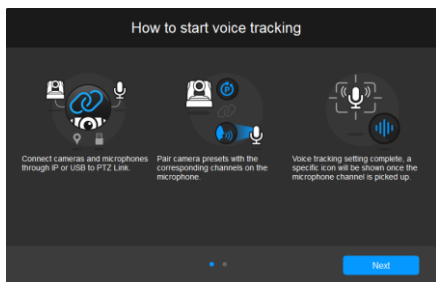 How to start voice tracking
Connect cameras and microphones
through IP or USB to PTZ Link.
Pair camera presets with the
corresponding channels on the
microphone.
Voice tracking setting complete, a
specific icon will be shown once the
microphone channel is picked up.
Next